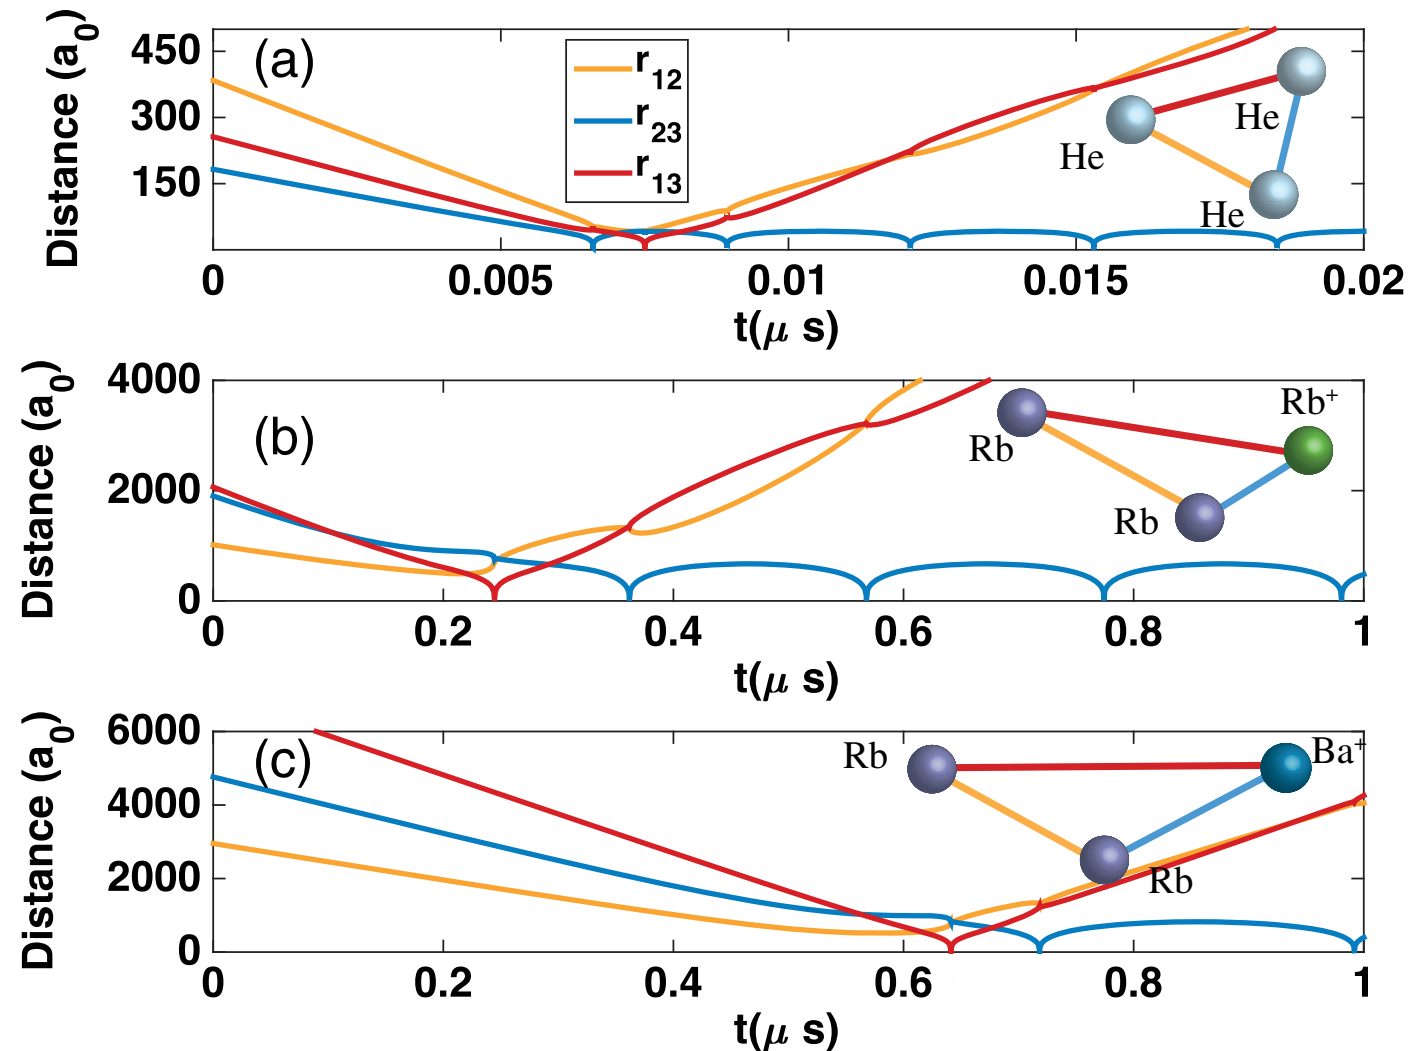 Distance (a0)
450
300
150
(a)
r12
r23
r13
He
He
He
0 0.005 0.01 0.015 0.02
t(μ s)
Distance (a0)
4000
2000
0
(b)
Rb
Rb
Rb+
0 0.2 0.4 0.6 0.8 1
t(μ s)
Distance (a0)
6000
4000
2000
0
(c)
Rb
Ba+
Rb
0 0.2 0.4 0.6 0.8 1
t(μ s)